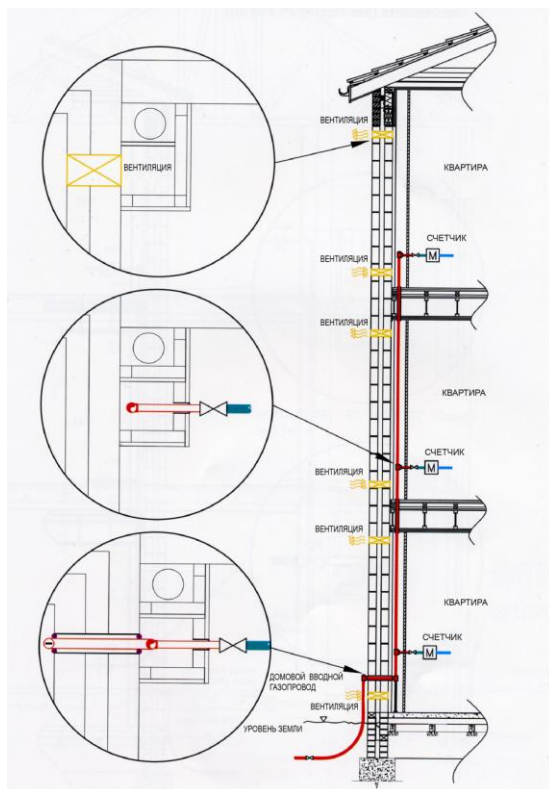 ВЕНТИЛЯЦИЯ
ВЕНТИЛЯЦИЯ
КВАРТИРА
СЧЕТЧИК
М
ВЕНТИЛЯЦИЯ
ВЕНТИЛЯЦИЯ
КВАРТИРА
СЧЕТЧИК
М
ВЕНТИЛЯЦИЯ
ВЕНТИЛЯЦИЯ
КВАРТИРА
СЧЕТЧИК
М
ДОМОВОЙ ВВОДНОЙ
ГАЗОПРОВОД
ВЕНТИЛЯЦИЯ
УРОВЕНЬ ЗЕМЛИ